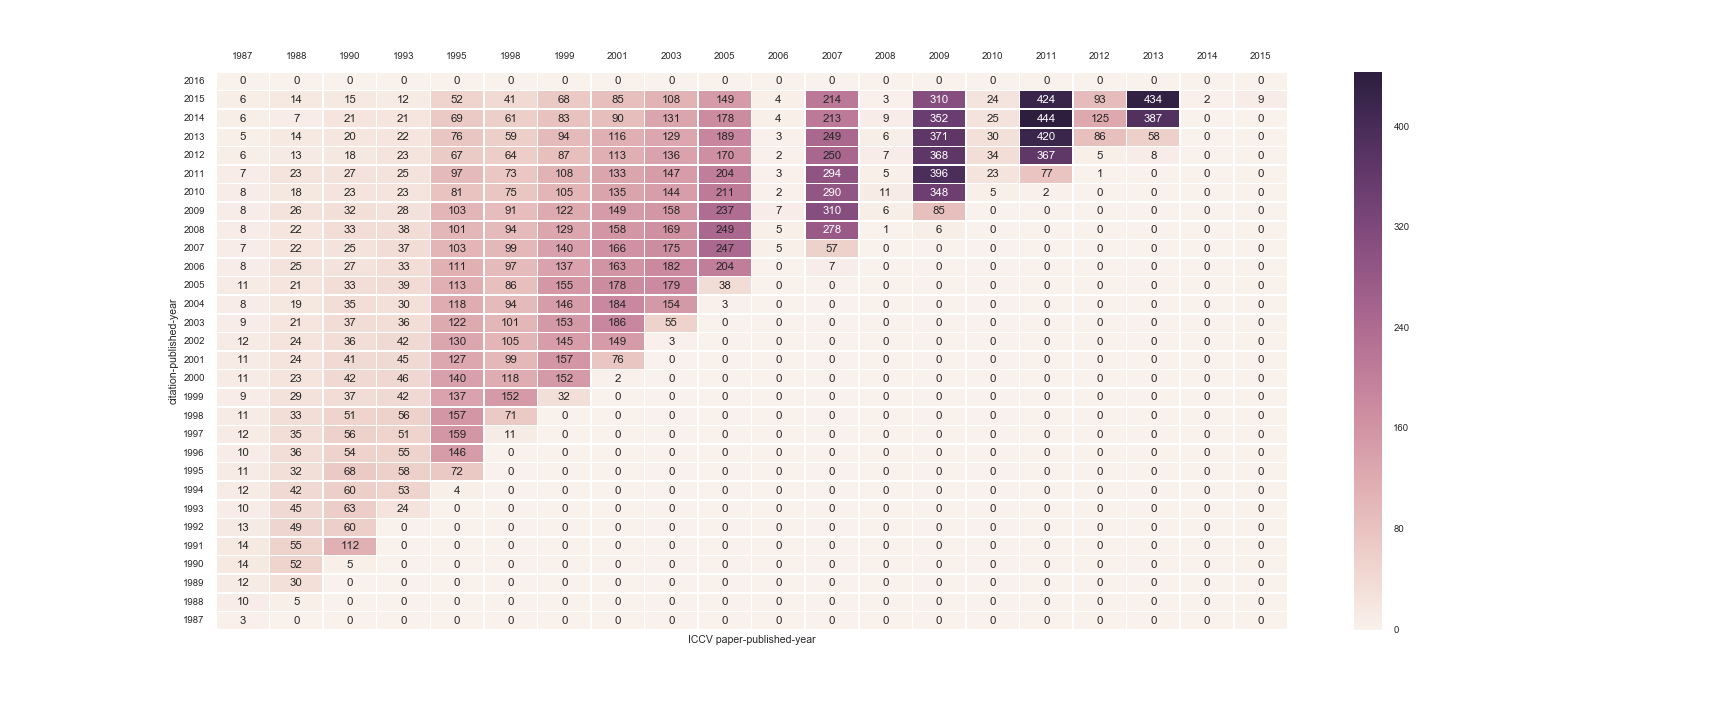 1987 1988 1990 1993 1995 1998 1999 2001 2003 2005 2006 2007 2008 2009 2010 2011 2012 2013 2014 2015
2016 0 0 0 0 0 0 0 0 0 0 0 0 0 0 0 0 0 0 0 0
2015 6 14 15 12 52 41 68 85 108 149 4 214 3 310 24 424 93 434 2 9
2014 6 7 21 21 69 61 83 90 131 178 4 213 9 352 25 444 125 387 0 0
2013 5 14 20 22 76 59 94 116 129 189 3 249 6 371 30 420 86 58 0 0
2012 6 13 18 23 67 64 87 113 136 170 2 250 7 368 34 367 5 8 0 0
2011 7 23 27 25 97 73 108 133 147 204 3 294 5 396 23 77 1 0 0 0
2010 8 18 23 23 81 75 105 135 144 211 2 290 11 348 5 2 0 0 0 0
2009 8 26 32 28 103 91 122 149 158 237 7 310 6 85 0 0 0 0 0 0
2008 8 22 33 38 101 94 129 158 169 249 5 278 1 6 0 0 0 0 0 0
2007 7 22 25 37 103 99 140 166 175 247 5 57 0 0 0 0 0 0 0 0
2006 8 25 27 33 111 97 137 163 182 204 0 7 0 0 0 0 0 0 0 0
2005 11 21 33 39 113 86 155 178 179 38 0 0 0 0 0 0 0 0 0 0
2004 8 19 35 30 118 94 146 184 154 3 0 0 0 0 0 0 0 0 0 0
2003 9 21 37 36 122 101 153 186 55 0 0 0 0 0 0 0 0 0 0 0
2002 12 24 36 42 130 105 145 149 3 0 0 0 0 0 0 0 0 0 0 0
2001 11 24 41 45 127 99 157 76 0 0 0 0 0 0 0 0 0 0 0 0
2000 11 23 42 46 140 118 152 2 0 0 0 0 0 0 0 0 0 0 0 0
1999 9 29 37 42 137 152 32 0 0 0 0 0 0 0 0 0 0 0 0 0
1998 11 33 51 56 157 71 0 0 0 0 0 0 0 0 0 0 0 0 0 0
1997 12 35 56 51 159 11 0 0 0 0 0 0 0 0 0 0 0 0 0 0
1996 10 36 54 55 146 0 0 0 0 0 0 0 0 0 0 0 0 0 0 0
1995 11 32 68 58 72 0 0 0 0 0 0 0 0 0 0 0 0 0 0 0
1994 12 42 60 53 4 0 0 0 0 0 0 0 0 0 0 0 0 0 0 0
1993 10 45 63 24 0 0 0 0 0 0 0 0 0 0 0 0 0 0 0 0
1992 13 49 60 0 0 0 0 0 0 0 0 0 0 0 0 0 0 0 0 0
1991 14 55 112 0 0 0 0 0 0 0 0 0 0 0 0 0 0 0 0 0
1990 14 52 5 0 0 0 0 0 0 0 0 0 0 0 0 0 0 0 0 0
1989 12 30 0 0 0 0 0 0 0 0 0 0 0 0 0 0 0 0 0 0
1988 10 5 0 0 0 0 0 0 0 0 0 0 0 0 0 0 0 0 0 0
1987 3 0 0 0 0 0 0 0 0 0 0 0 0 0 0 0 0 0 0 0
citation-published-year
ICCV paper-published-year
400
320
240
160
80
0